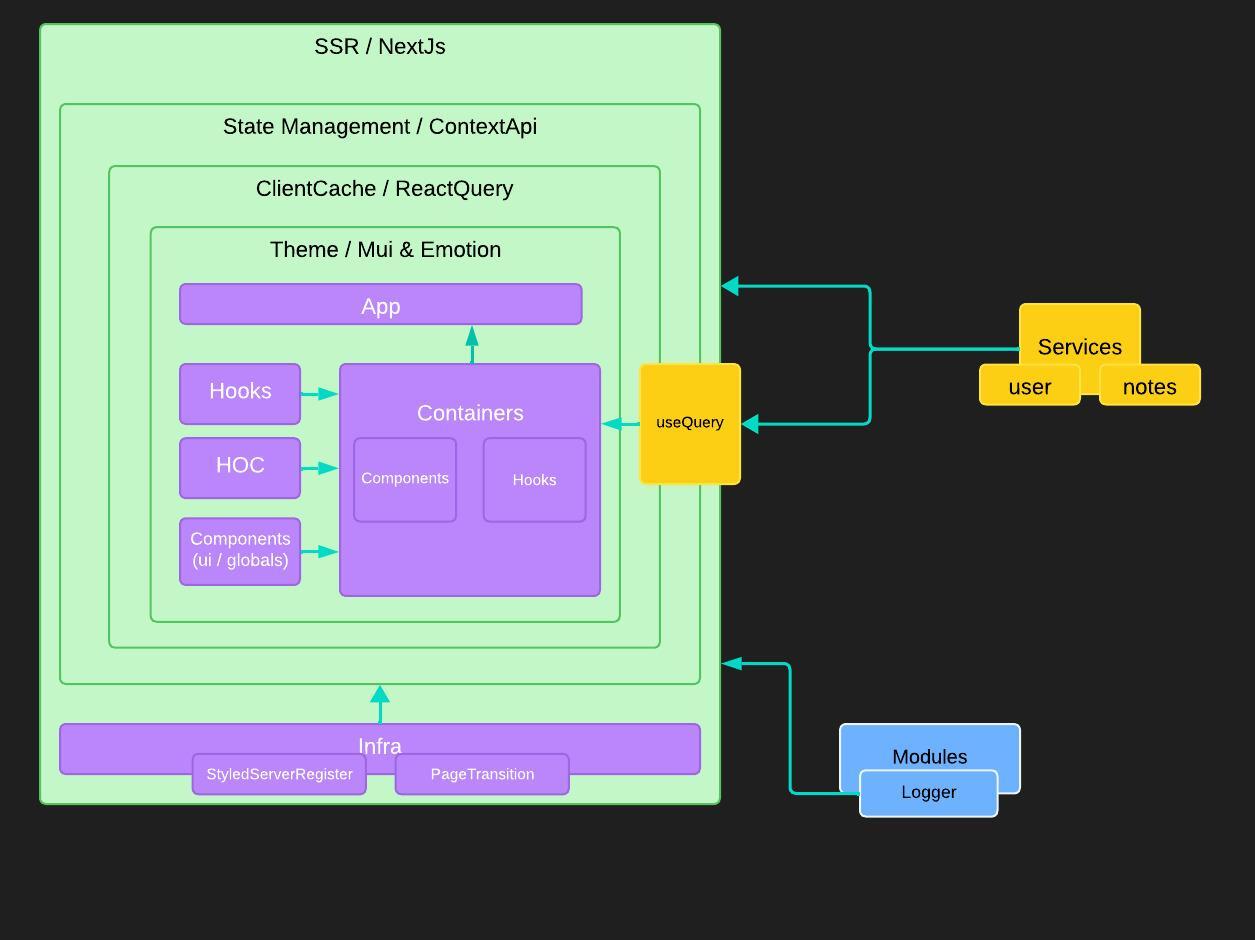 SSR / NextJs
State Management / ContextApi
ClientCache / ReactQuery
Theme / Mui & Emotion
App
Hooks
Containers
useQuery
Services
user
notes
HOC
Components
Hooks
Components
(ui / globals)
Infra
StyledServerRegister
PageTransition
Modules
Logger